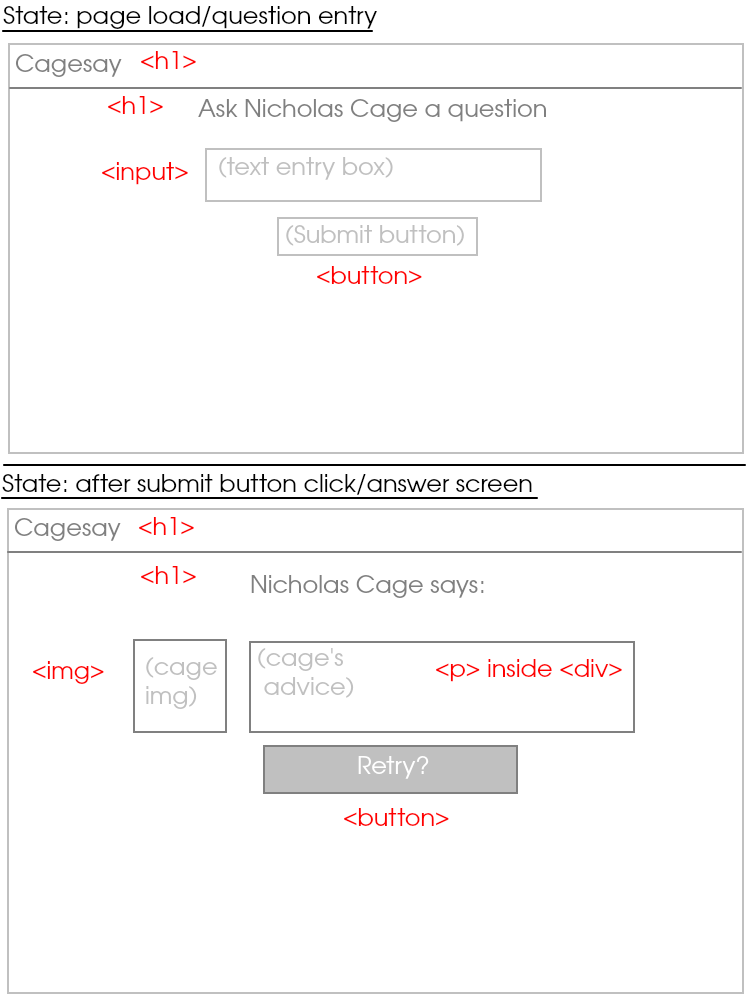 State: page load/question entry
Cagesay <h1>
<h1> Ask Nicholas Cage a question
<input> (text entry box)
(Submit button)
<button>
State: after submit button click/answer screen
Cagesay <h1>
<h1> Nicholas Cage says:
<img> (cage
img)
(cage's
advice)
<p> inside <div>
Retry?
<button>